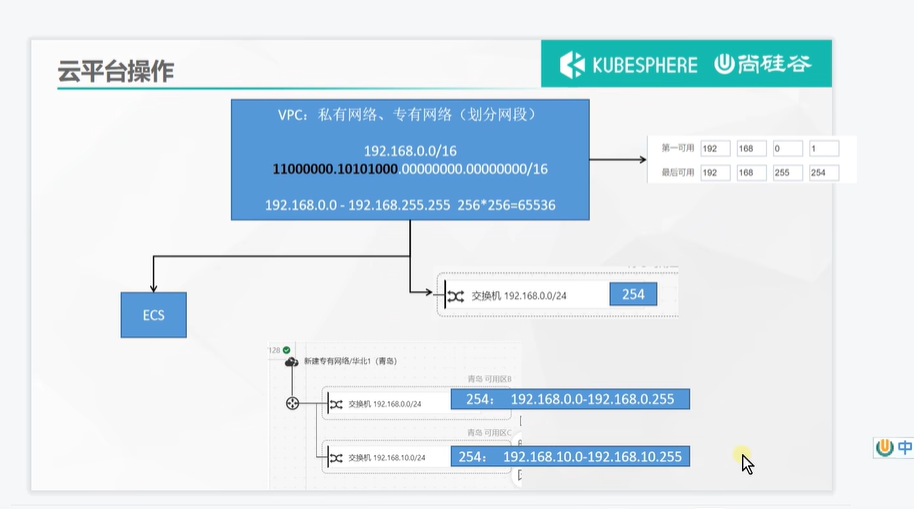 云平台操作
KUBESPHERE 尚硅谷
VPC：私有网络、专有网络（划分网段）
192.168.0.0/16
11000000.10101000.00000000.00000000/16
192.168.0.0 - 192.168.255.255 256*256=65536
第一可用 192 168 0 1
最后可用 192 168 255 254
ECS
交换机 192.168.0.0/24 254
128
新建专有网络/华北1（青岛）
青岛 可用区B
交换机 192.168.0.0/24 254： 192.168.0.0-192.168.0.255
青岛 可用区C
交换机 192.168.10.0/24 254： 192.168.10.0-192.168.10.255
中